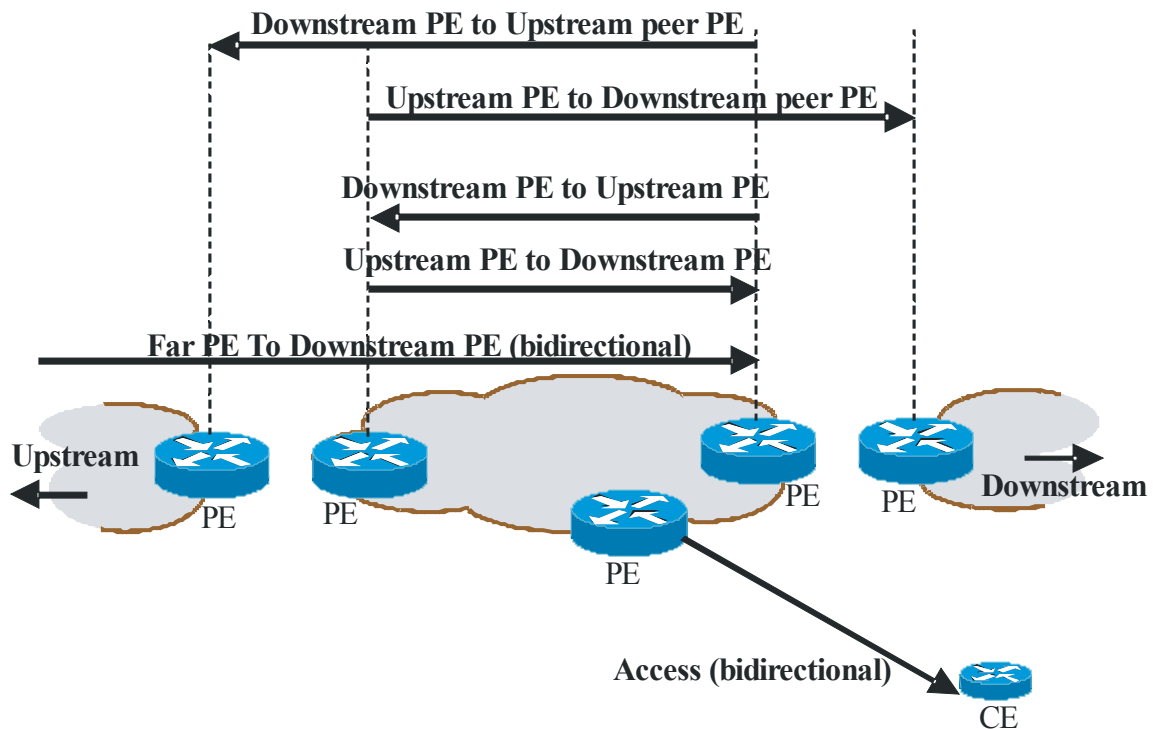 Downstream PE to Upstream peer PE
Upstream PE to Downstream peer PE
Downstream PE to Upstream PE
Upstream PE to Downstream PE
Far PE To Downstream PE (bidirectional)
Upstream
Downstream
PE
PE
PE
PE
PE
Access (bidirectional)
CE